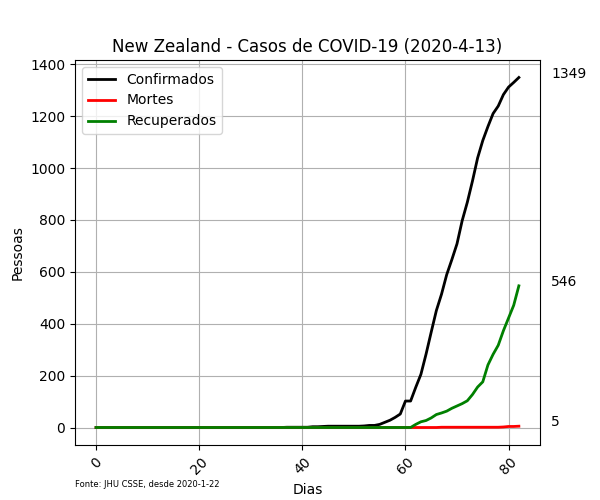 New Zealand - Casos de COVID-19 (2020-4-13)
Confirmados
Mortes
Recuperados
1400
1200
1000
800
600
400
200
0
Pessoas
1349
546
5
0
20
40
60
80
Dias
Fonte: JHU CSSE, desde 2020-1-22